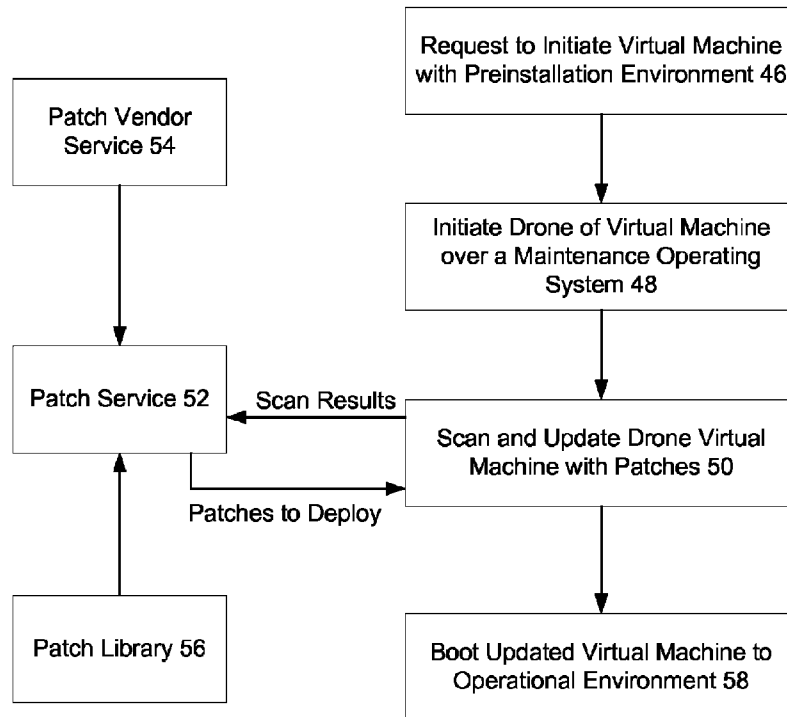 Request to Initiate Virtual Machine
with Preinstallation Environment 46
Patch Vendor
Service 54
Initiate Drone of Virtual Machine
over a Maintenance Operating
System 48
Patch Service 52
Scan Results
Scan and Update Drone Virtual
Machine with Patches 50
Patches to Deploy
Patch Library 56
Boot Updated Virtual Machine to
Operational Environment 58